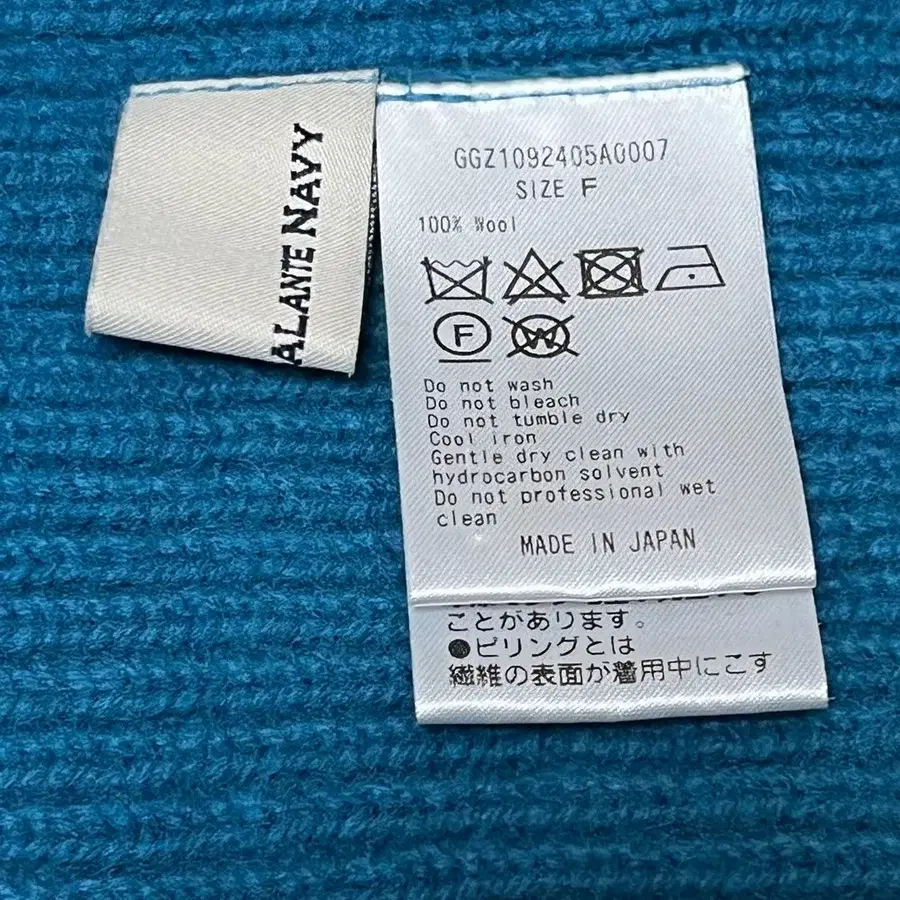 ALANTE NAVY
GGZ1092405A0007
SIZE F
100% Wool
F
W
Do not wash
Do not bleach
Do not tumble dry
Cool iron
Gentle dry clean with
hydrocarbon solvent
Do not professional wet
clean
MADE IN JAPAN
ことがあります。
●ピリングとは
繊維の表面が着用中にこす